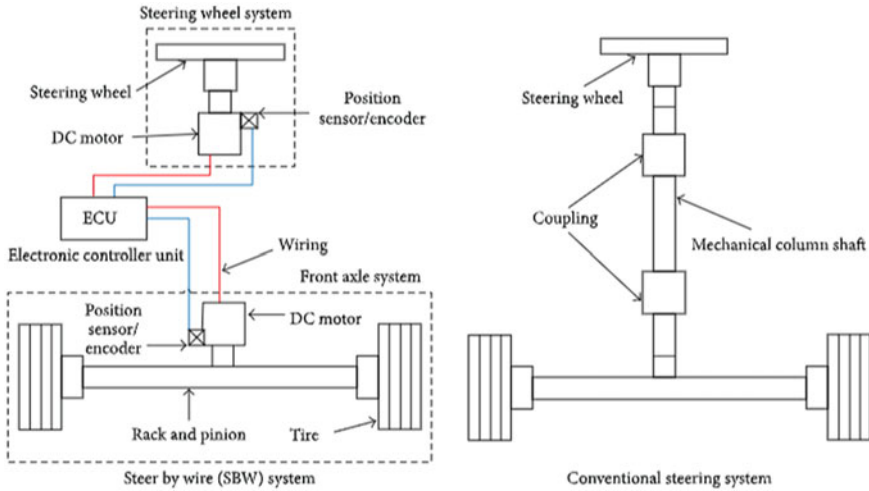 Steering wheel system
Steering wheel
Position
sensor/encoder
DC motor
ECU
Electronic controller unit
Wiring
Front axle system
Position
sensor/
encoder
DC motor
Rack and pinion
Tire
Steer by wire (SBW) system
Steering wheel
Coupling
Mechanical column shaft
Conventional steering system